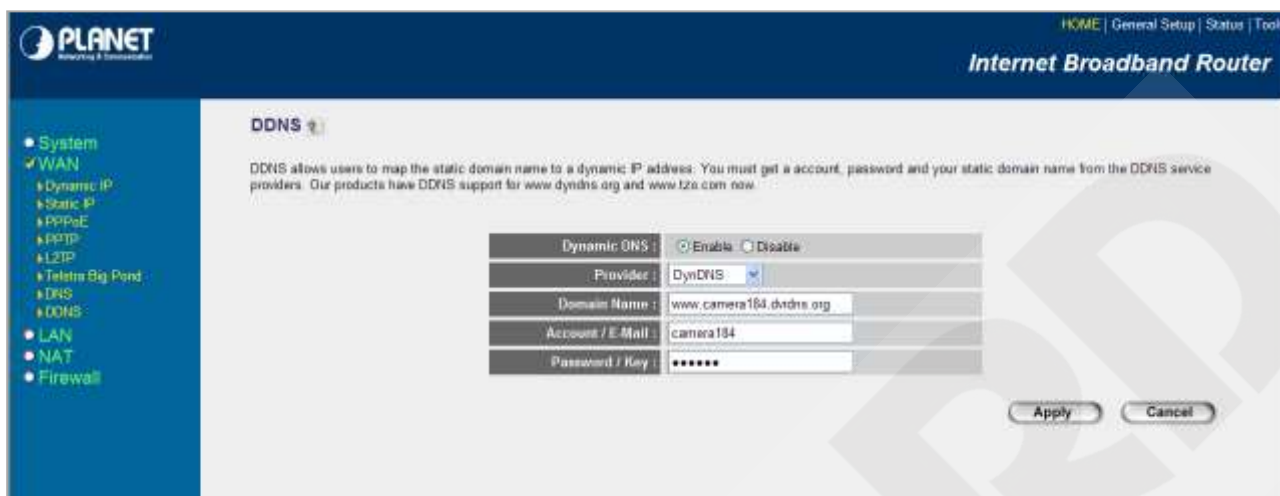 PLANET
Networking & Communication
HOME | General Setup | Status | Tool
Internet Broadband Router
System
WAN
Dynamic IP
Static IP
PPPoE
PPTP
L2TP
Telstra Big Pond
DNS
DDNS
LAN
NAT
Firewall
DDNS
DDNS allows users to map the static domain name to a dynamic IP address. You must get a account, password and your static domain name from the DDNS service
providers. Our products have DDNS support for www.dyndns.org and www.tzo.com now.
Dynamic DNS : Enable Disable
Provider : DynDNS
Domain Name : www.camera184.dvrdns.org
Account / E-Mail : camera184
Password / Key : ••••••
Apply Cancel